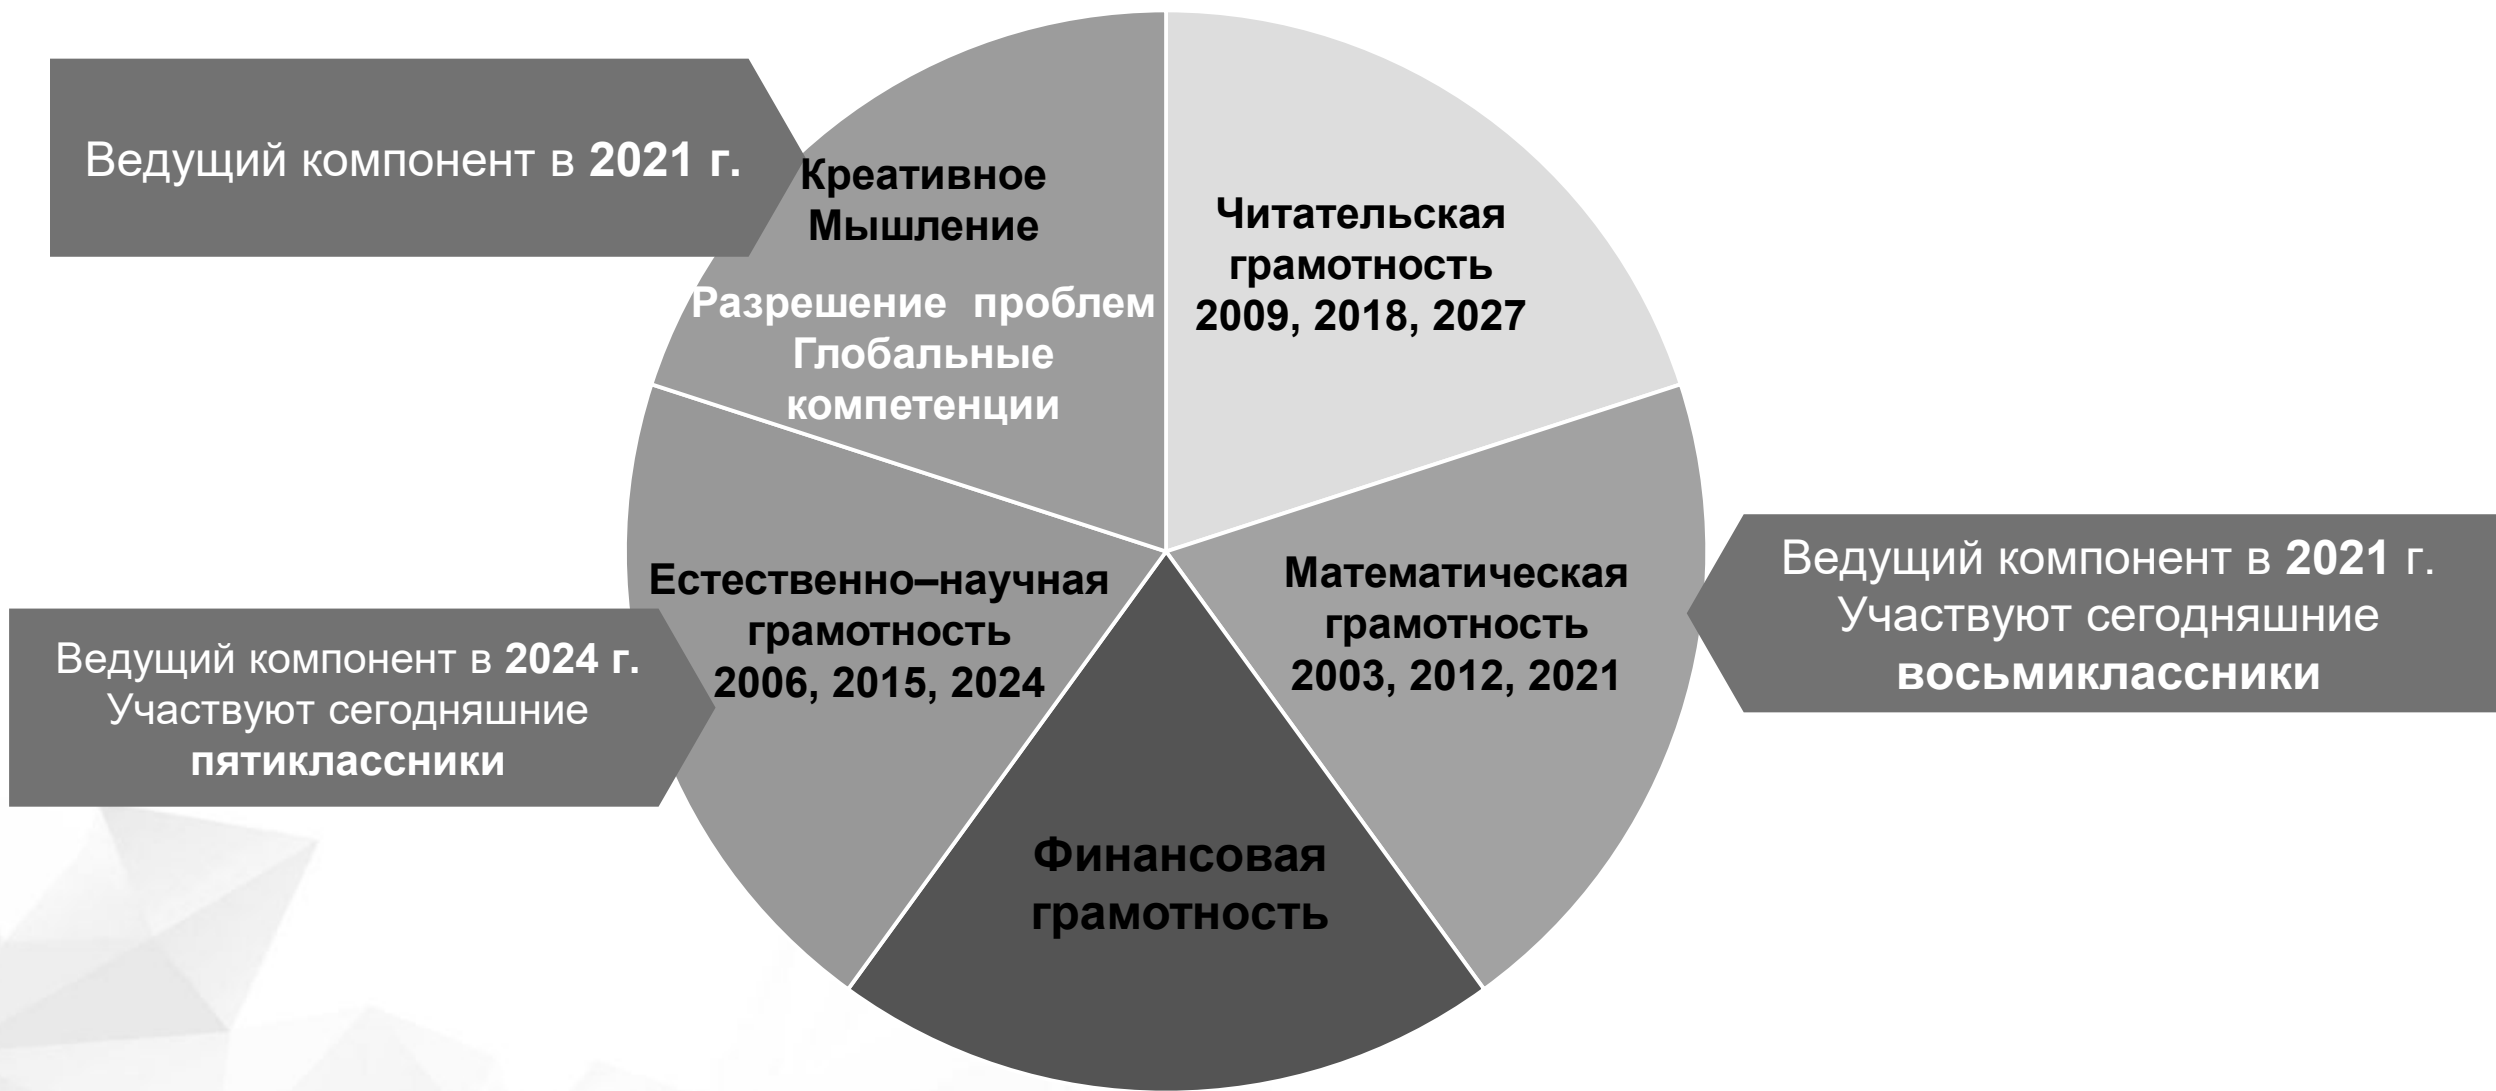 Ведущий компонент в 2021 г.
Креативное
Мышление
Разрешение проблем
Глобальные
компетенции
Читательская
грамотность
2009, 2018, 2027
Естественно–научная
грамотность
2006, 2015, 2024
Математическая
грамотность
2003, 2012, 2021
Ведущий компонент в 2021 г.
Участвуют сегодняшние
восьмиклассники
Ведущий компонент в 2024 г.
Участвуют сегодняшние
пятиклассники
Финансовая
грамотность